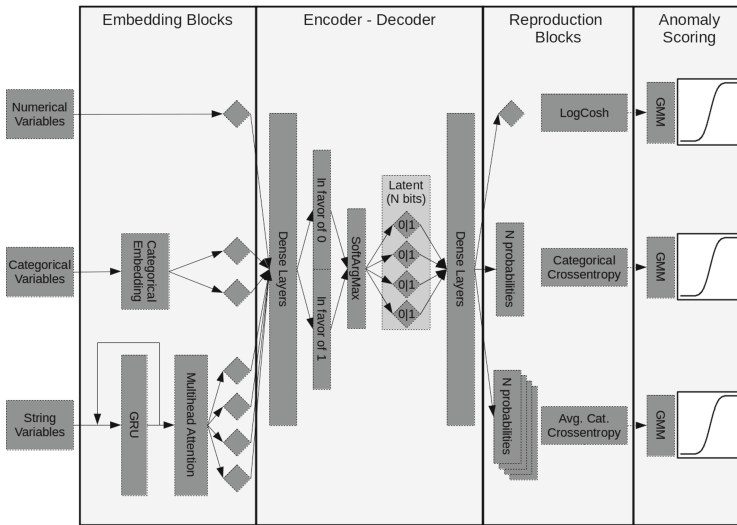 Embedding Blocks
Encoder - Decoder
Reproduction
Blocks
Anomaly
Scoring
Numerical
Variables
LogCosh
GMM
Categorical
Variables
Categorical
Embedding
Dense Layers
In favor of 0
In favor of 1
SoftArgMax
Latent
(N bits)
0|1
0|1
0|1
0|1
Dense Layers
N probabilities
Categorical
Crossentropy
GMM
String
Variables
GRU
Multihead Attention
N probabilities
Avg. Cat.
Crossentropy
GMM